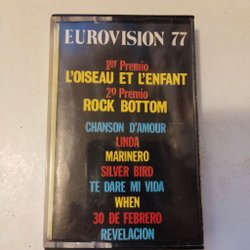 EUROVISION 77
1er Premio
L'OISEAU ET L'ENFANT
2º Premio
ROCK BOTTOM
CHANSON D'AMOUR
LINDA
MARINERO
SILVER BIRD
TE DARE MI VIDA
WHEN
30 DE FEBRERO
REVELACION